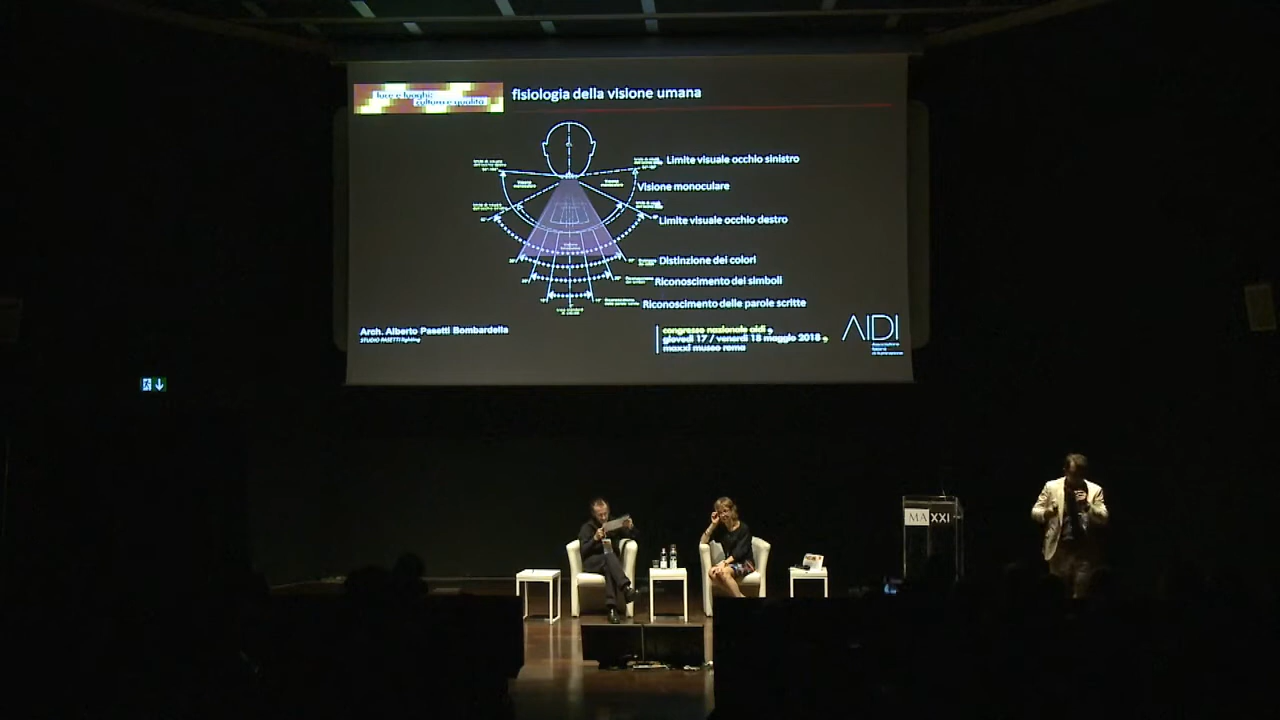 luce e luoghi:
cultura e qualità
fisiologia della visione umana
Limite visuale occhio sinistro
Visione monoculare
Limite visuale occhio destro
Distinzione dei colori
Riconoscimento dei simboli
Riconoscimento delle parole scritte
Arch. Alberto Pasetti Bombardella
STUDIO PASETTI lighting
congresso nazionale aidi
giovedì 17 / venerdì 18 maggio 2018
maxxi museo roma
AIDI
MAXXI